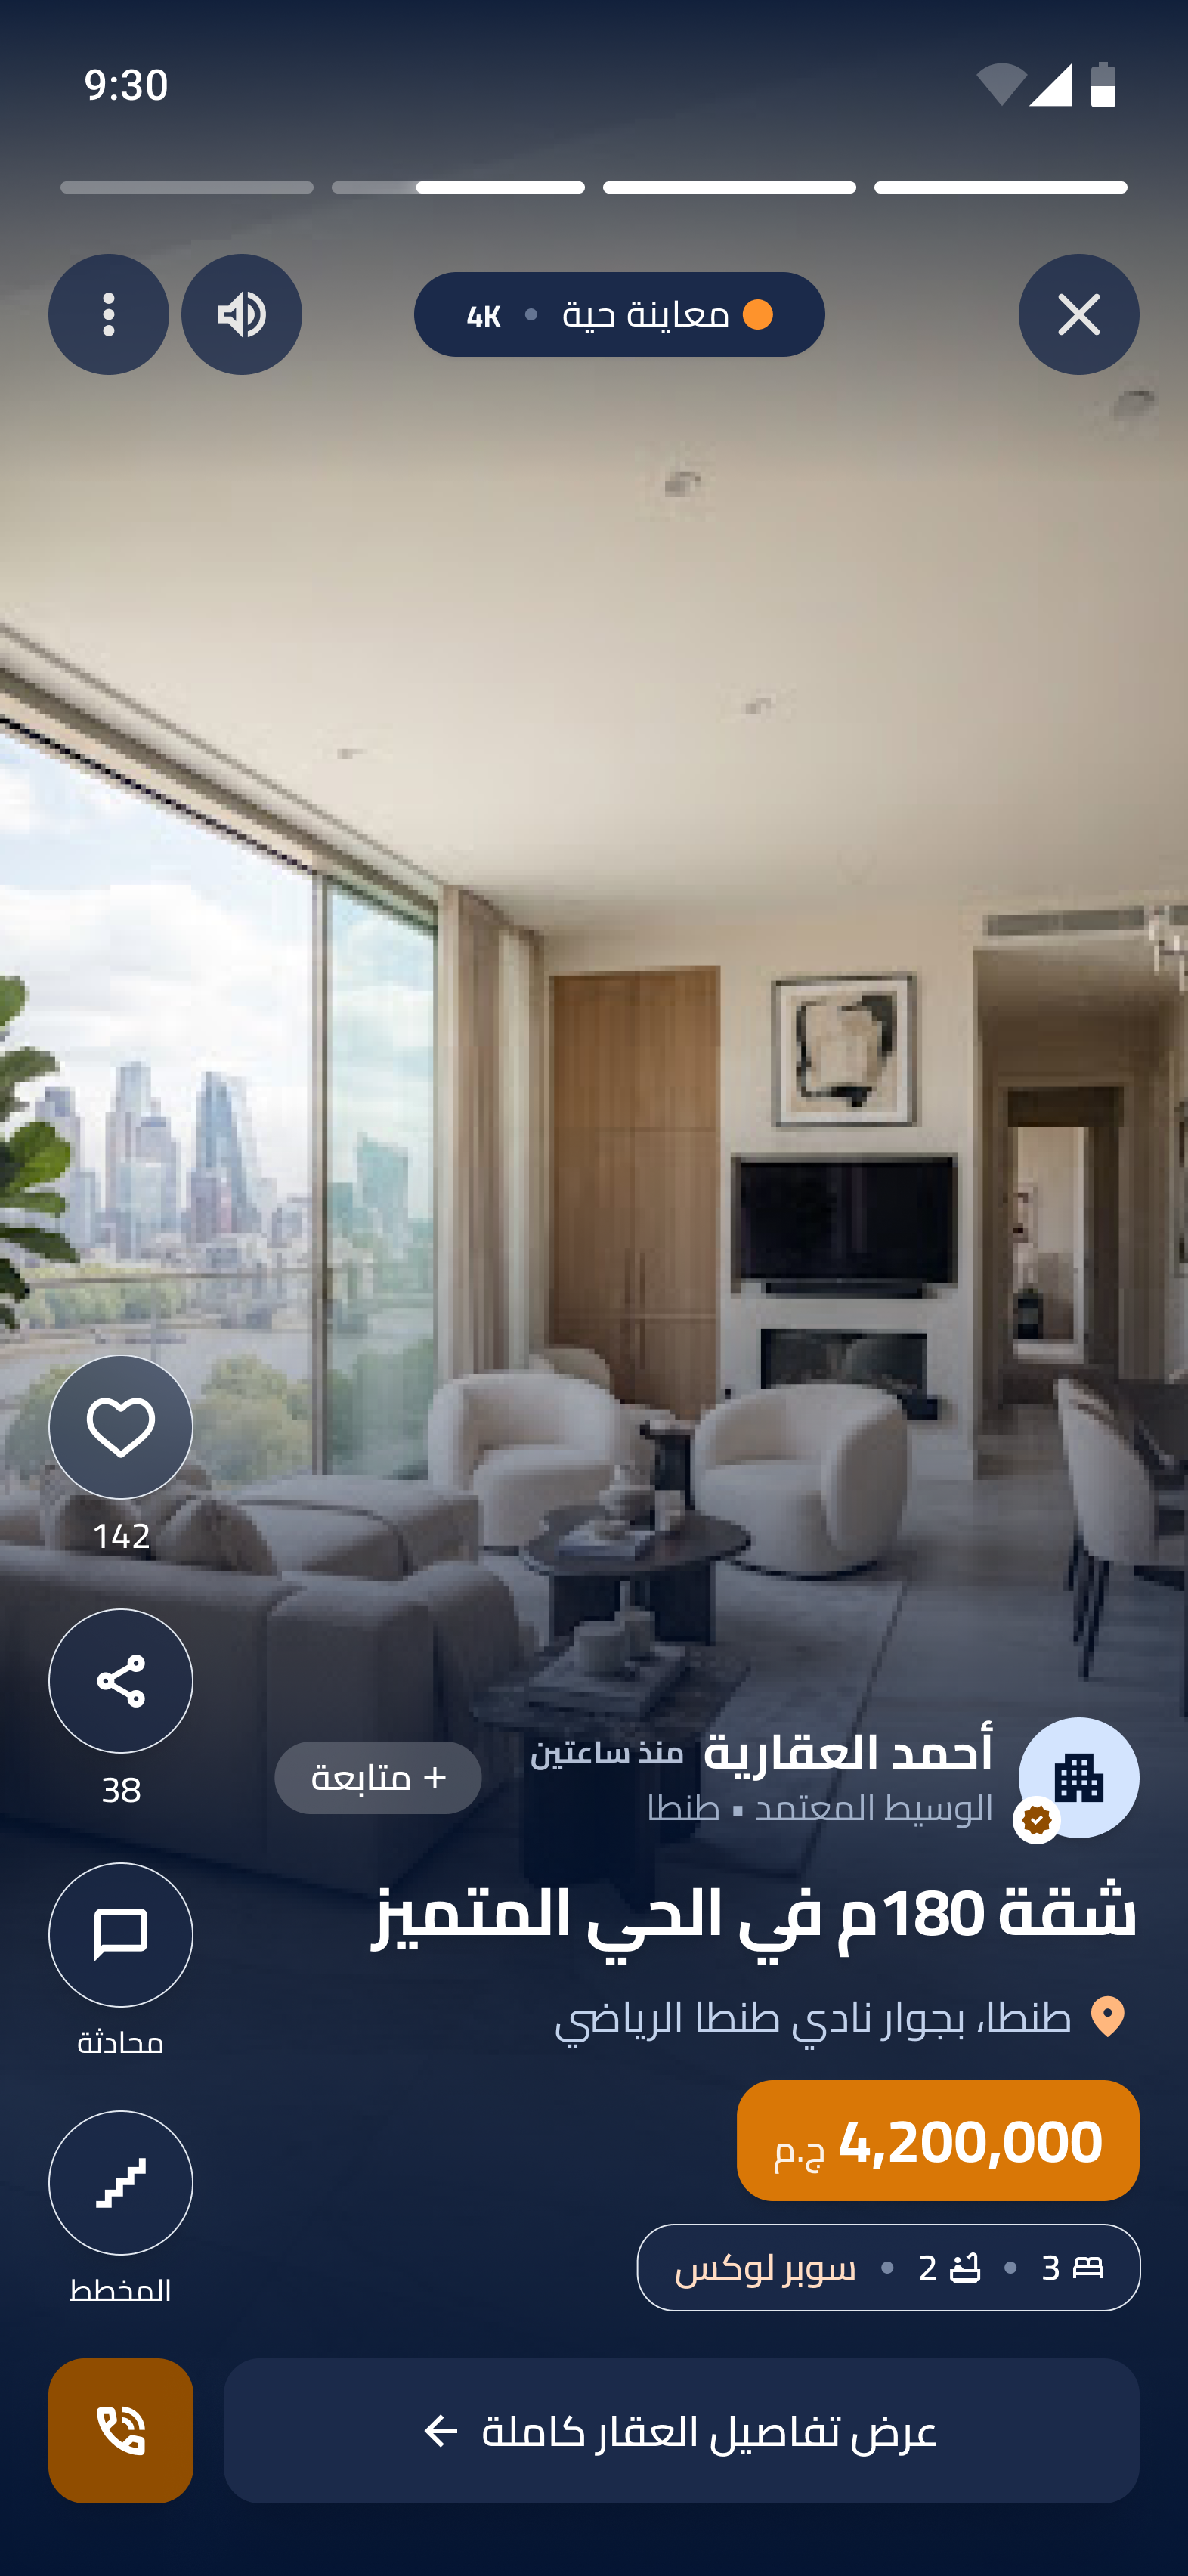 9:30
معاينة حية • 4K
142
38
أحمد العقارية منذ ساعتين
+ متابعة
الوسيط المعتمد ▪ طنطا
شقة 180م في الحي المتميز
محادثة
طنطا، بجوار نادي طنطا الرياضي
4,200,000 ج.م
3 • 2 • سوبر لوكس
المخطط
عرض تفاصيل العقار كاملة ←